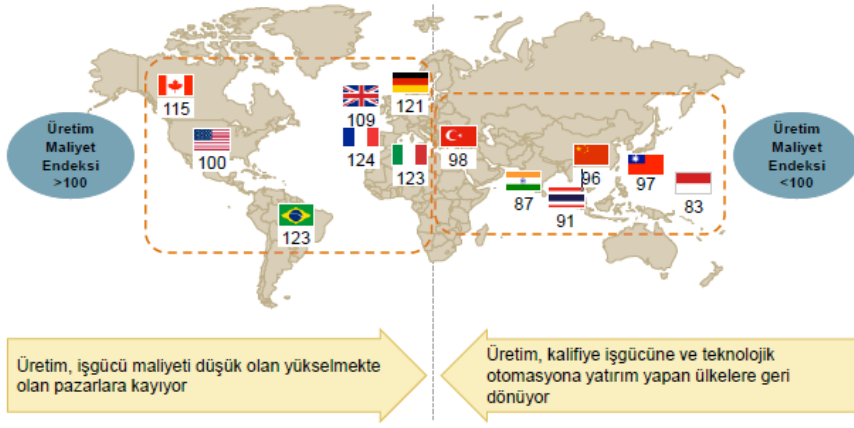 115
109
121
Üretim
Maliyet
Endeksi
>100
100
124
123
98
96
97
Üretim
Maliyet
Endeksi
<100
87
91
83
123
Üretim, işgücü maliyeti düşük olan yükselmekte
olan pazarlara kayıyor
Üretim, kalifiye işgücüne ve teknolojik
otomasyona yatırım yapan ülkelere geri
dönüyor